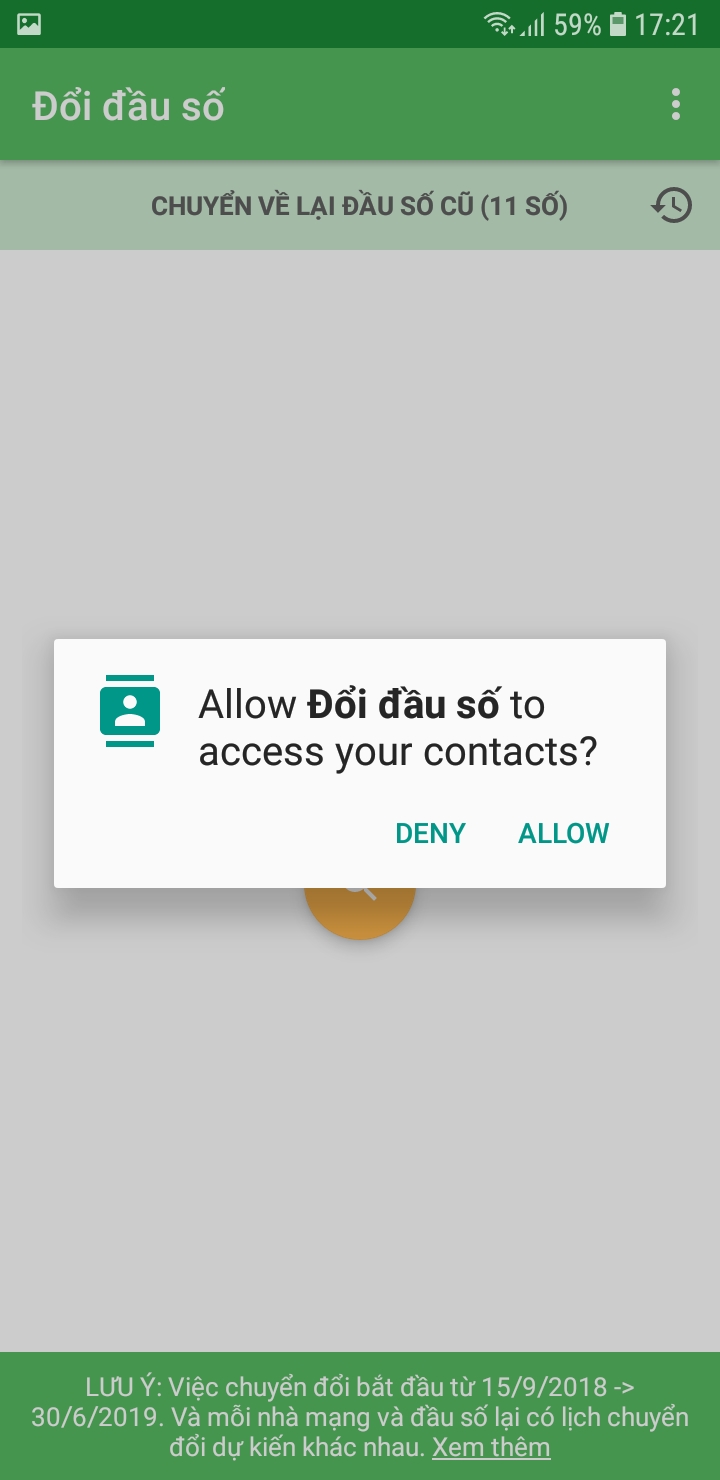 59% 17:21
Đổi đầu số
CHUYỂN VỀ LẠI ĐẦU SỐ CŨ (11 SỐ)
Allow Đổi đầu số to
access your contacts?
DENY ALLOW
LƯU Ý: Việc chuyển đổi bắt đầu từ 15/9/2018 ->
30/6/2019. Và mỗi nhà mạng và đầu số lại có lịch chuyển
đổi dự kiến khác nhau. Xem thêm